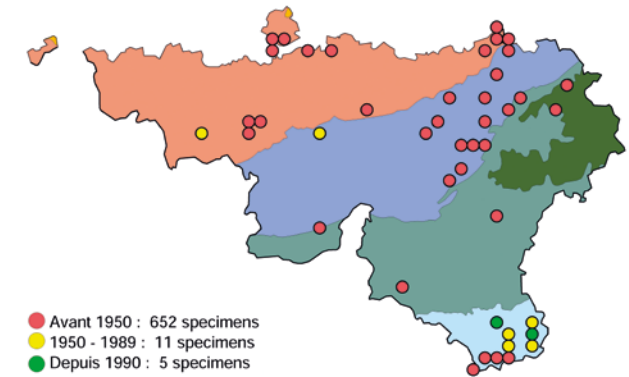 Avant 1950 : 652 specimens
1950 - 1989 : 11 specimens
Depuis 1990 : 5 specimens